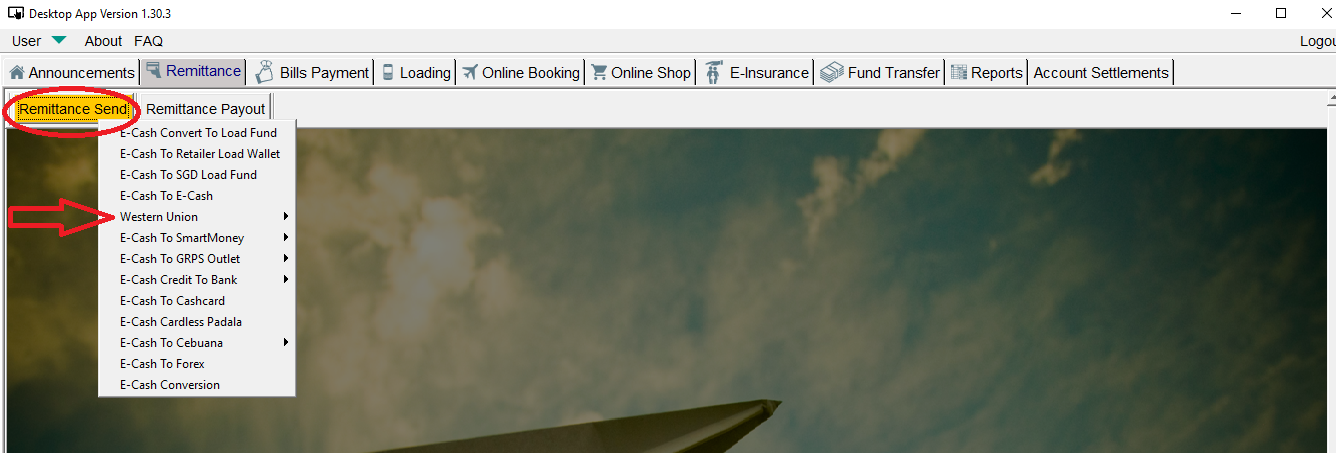 Desktop App Version 1.30.3
User About FAQ Logou
Announcements Remittance Bills Payment Loading Online Booking Online Shop E-Insurance Fund Transfer Reports Account Settlements
Remittance Send Remittance Payout
E-Cash Convert To Load Fund
E-Cash To Retailer Load Wallet
E-Cash To SGD Load Fund
E-Cash To E-Cash
Western Union
E-Cash To SmartMoney
E-Cash To GRPS Outlet
E-Cash Credit To Bank
E-Cash To Cashcard
E-Cash Cardless Padala
E-Cash To Cebuana
E-Cash To Forex
E-Cash Conversion